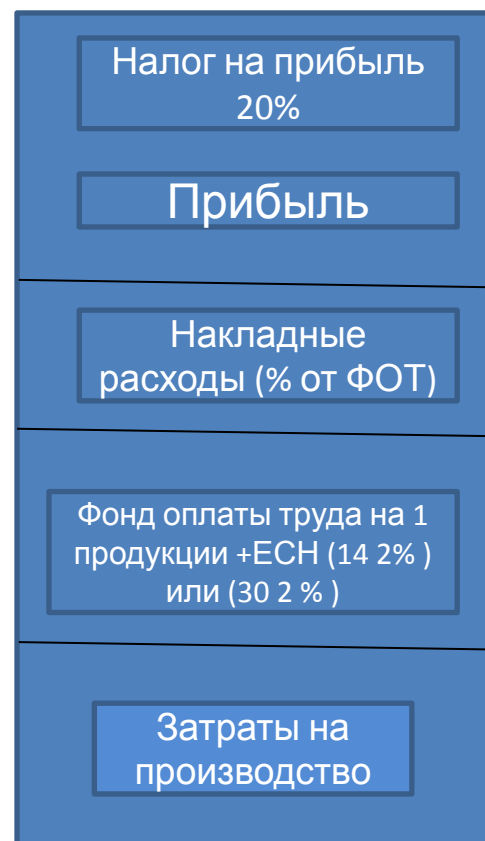 Налог на прибыль
20%
Прибыль
Накладные
расходы (% от ФОТ)
Фонд оплаты труда на 1
продукции +ЕСН (14 2% )
или (30 2 % )
Затраты на
производство